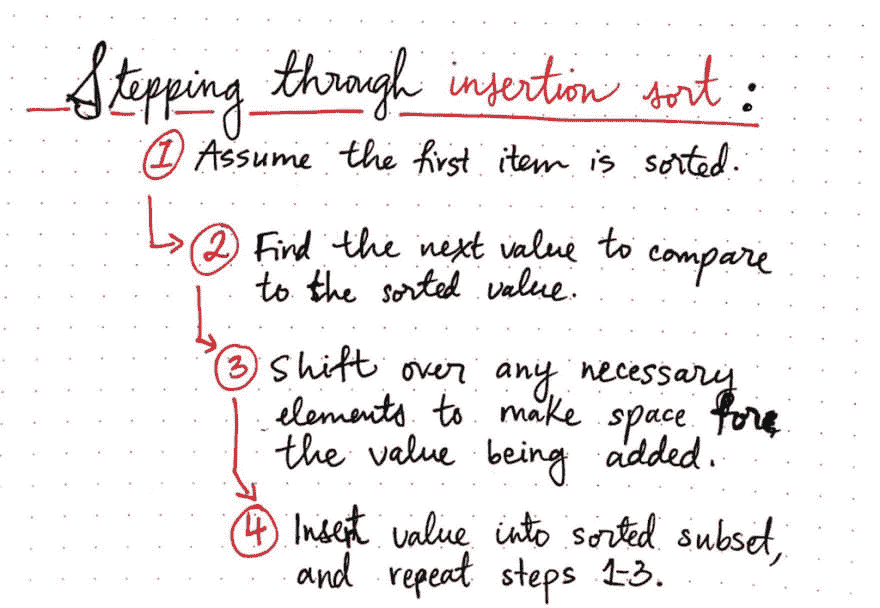 Stepping through insertion sort :
1 Assume the first item is sorted.
2 Find the next value to compare
to the sorted value.
3 Shift over any necessary
elements to make space fore
the value being added.
4 Insert value into sorted subset,
and repeat steps 1-3.